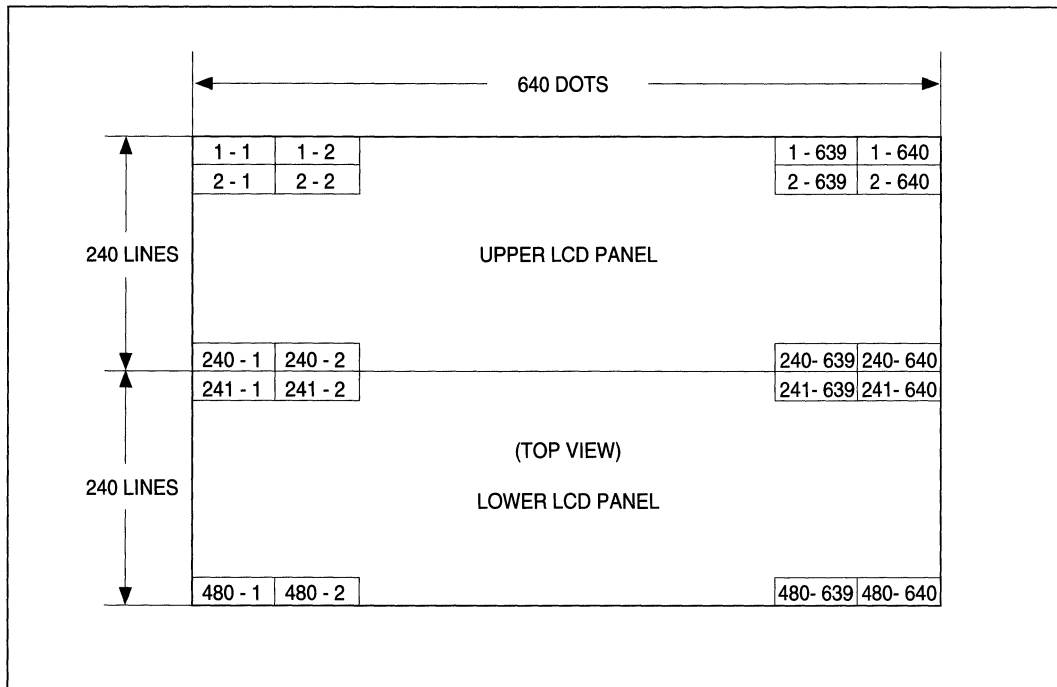 640 DOTS
1 - 1 1 - 2 1 - 639 1 - 640
2 - 1 2 - 2 2 - 639 2 - 640
240 LINES UPPER LCD PANEL
240 - 1 240 - 2 240- 639 240- 640
241 - 1 241 - 2 241- 639 241- 640
(TOP VIEW)
240 LINES LOWER LCD PANEL
480 - 1 480 - 2 480- 639 480- 640